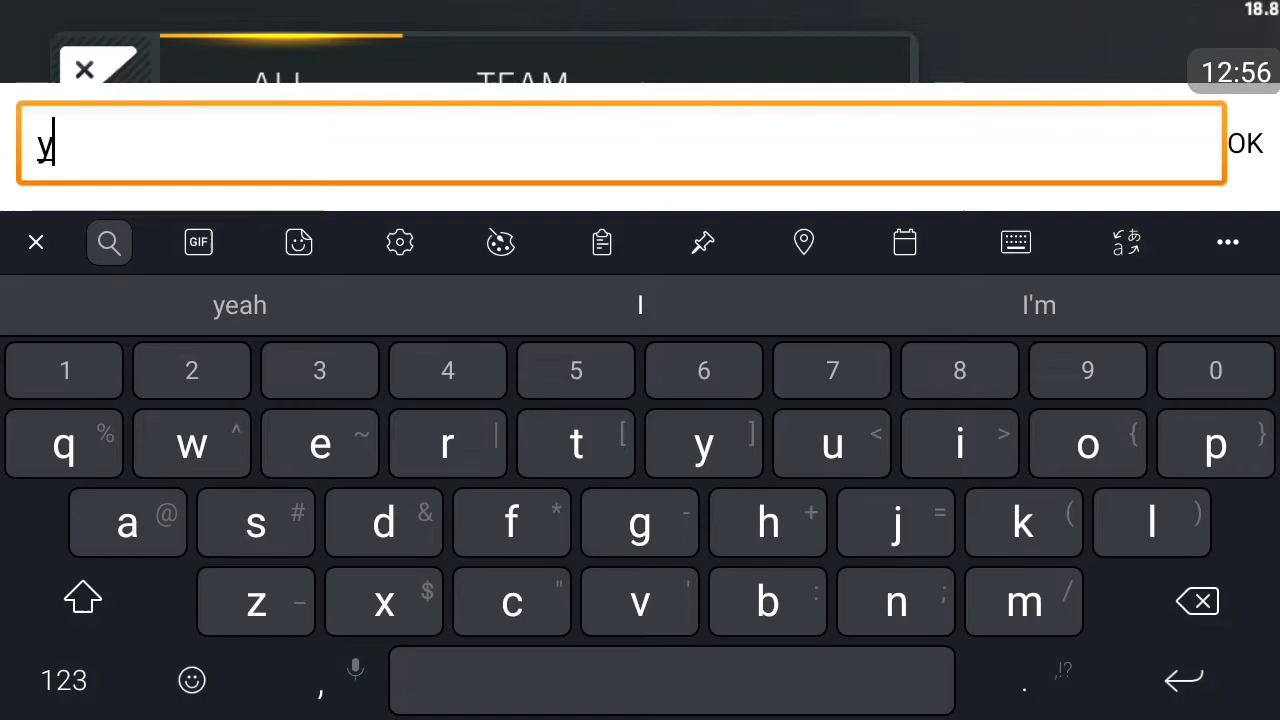 18.8
ALL TEAM
12:56
y
OK
GIF
あ
a
yeah I I'm
1 2 3 4 5 6 7 8 9 0
q % w ^ e ~ r | t [ y ] u < i > o { p }
a @ s # d & f * g - h + j = k ( l )
z _ x $ c " v ' b : n ; m /
123 , . ,!?